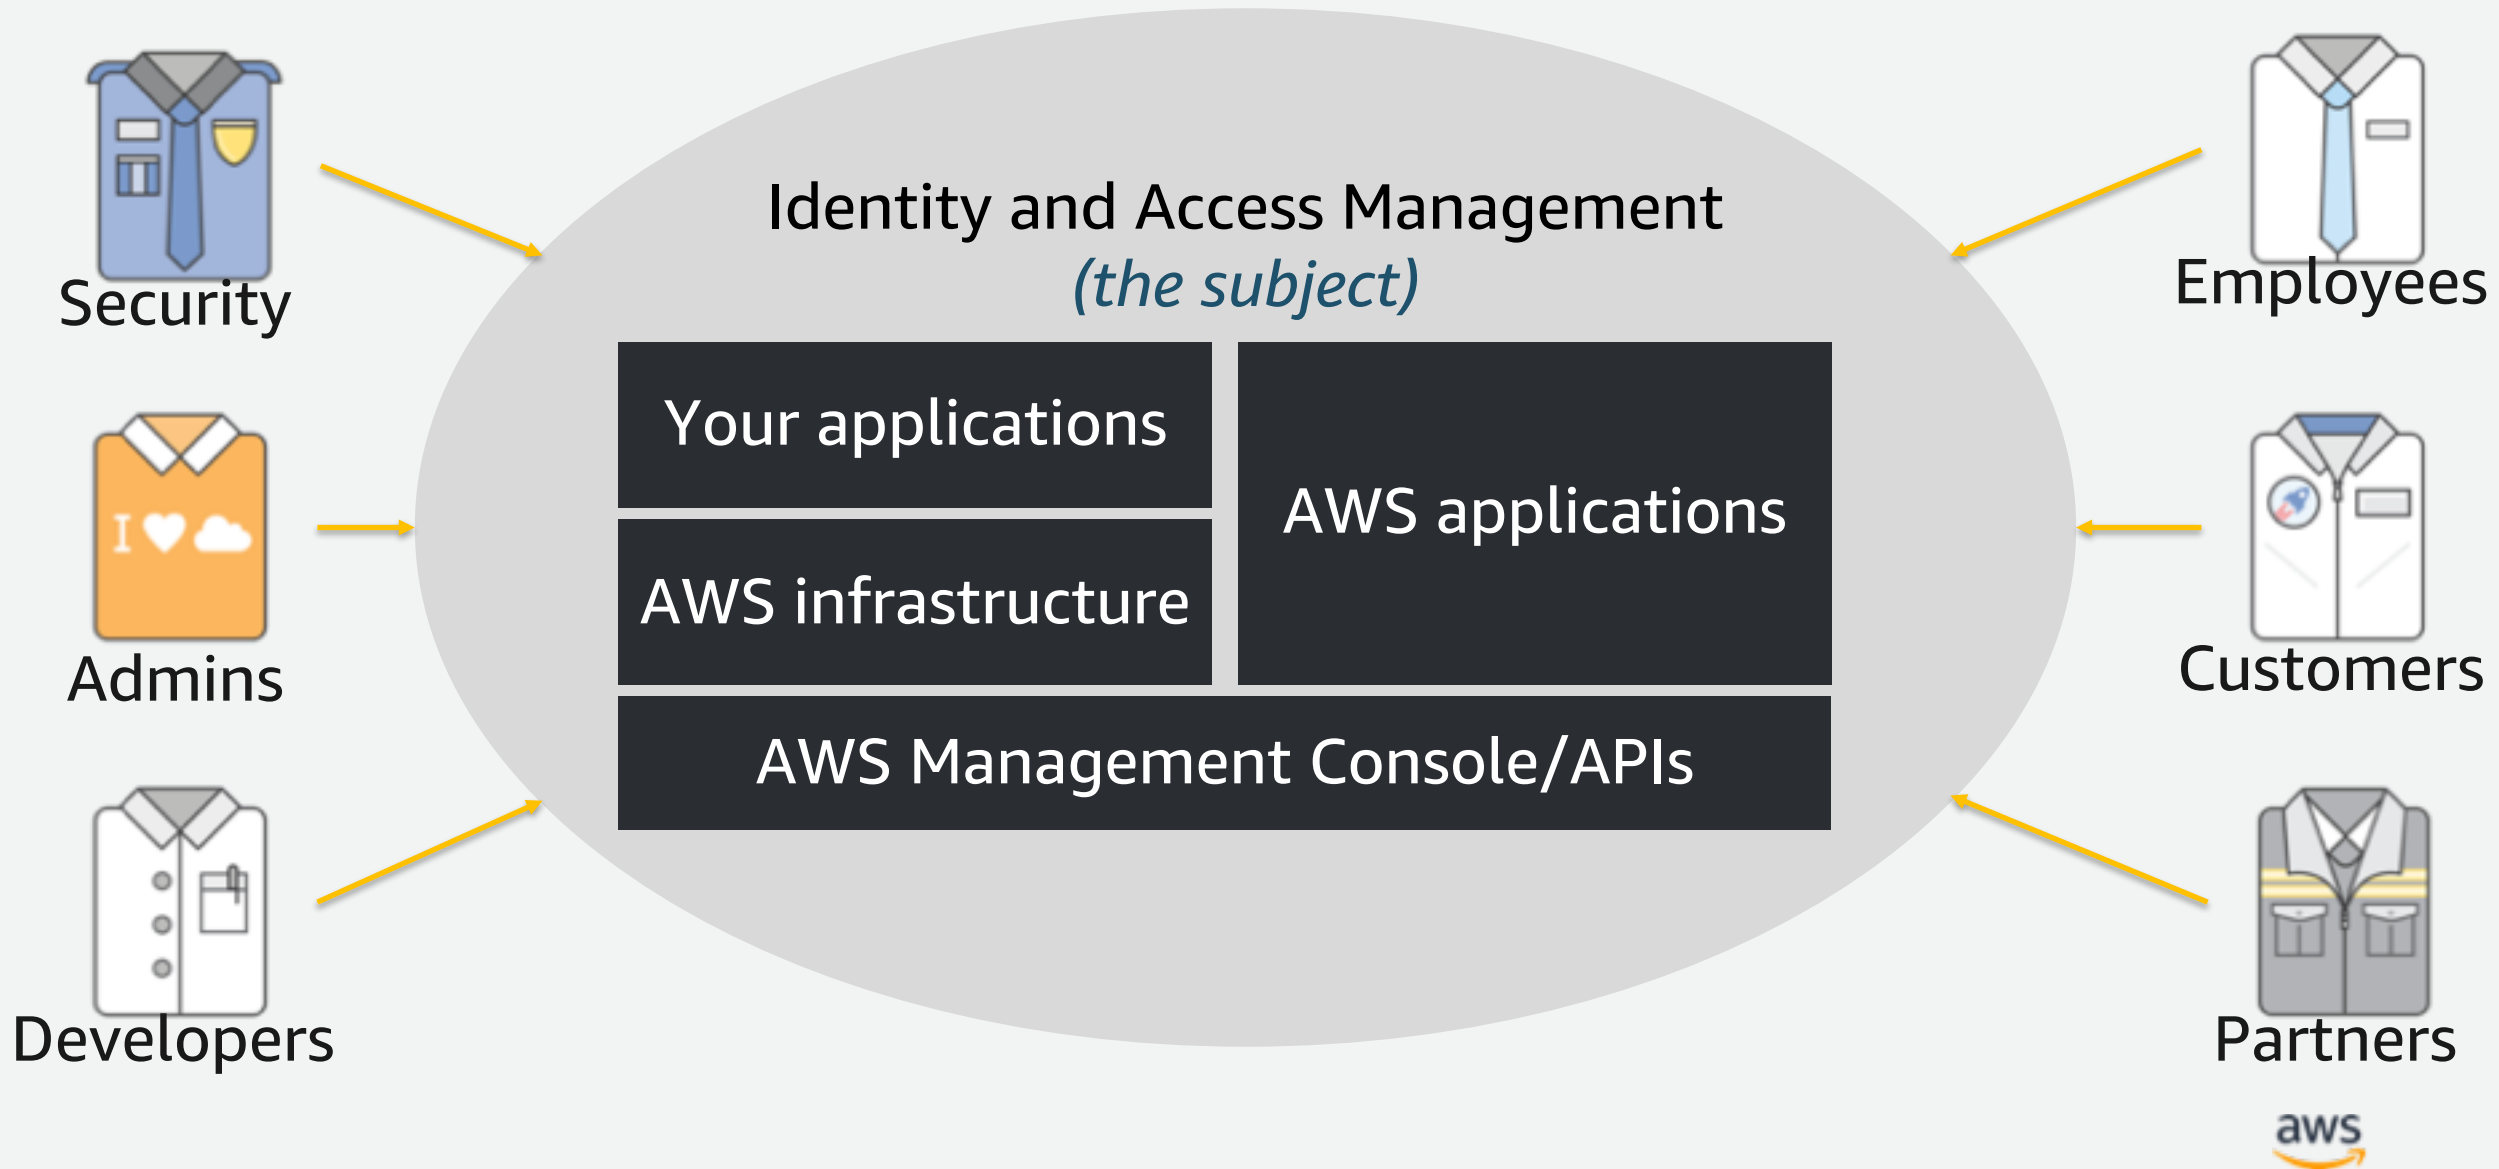 Identity and Access Management
(the subject)
Security
Employees
Your applications
AWS applications
AWS infrastructure
I
Admins
Customers
AWS Management Console/APIs
Developers
Partners
aws